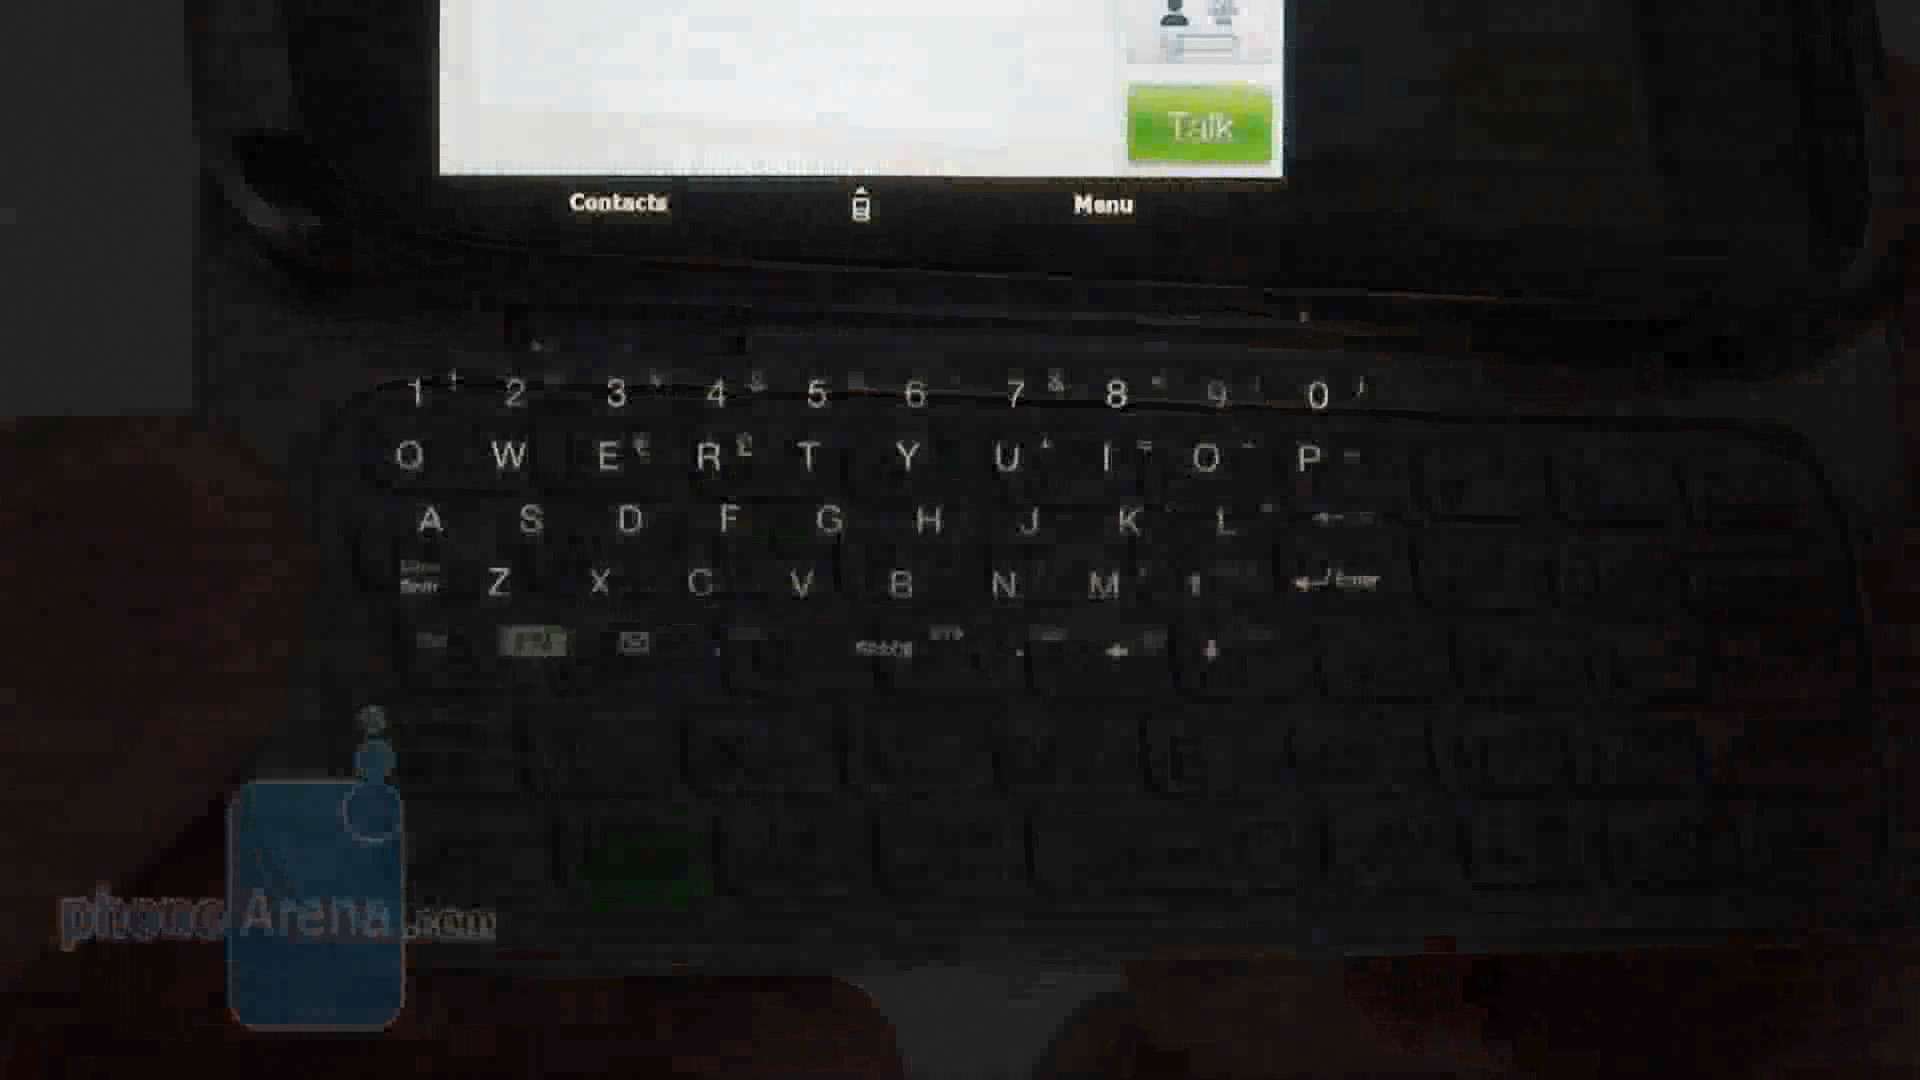 Talk
Contacts Menu
1 2 3 4 & 5 6 7 & 8 9 0
Q W E € R £ T Y U I O P
A S D F G H J K L ←
Z X C V B N M ↑ ↵ Enter
← ↓
phoneArena.com